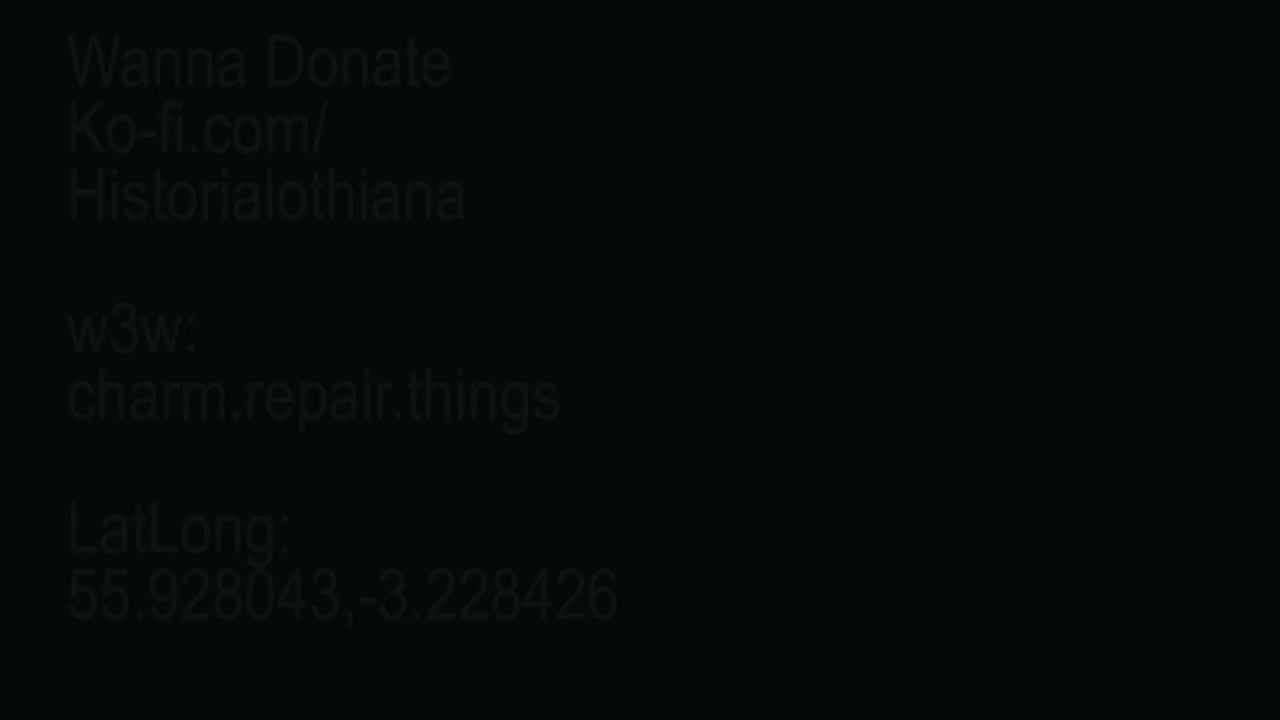 Wanna Donate
Ko-fi.com/
Historialothiana
w3w:
charm.repair.things
LatLong:
55.928043,-3.228426